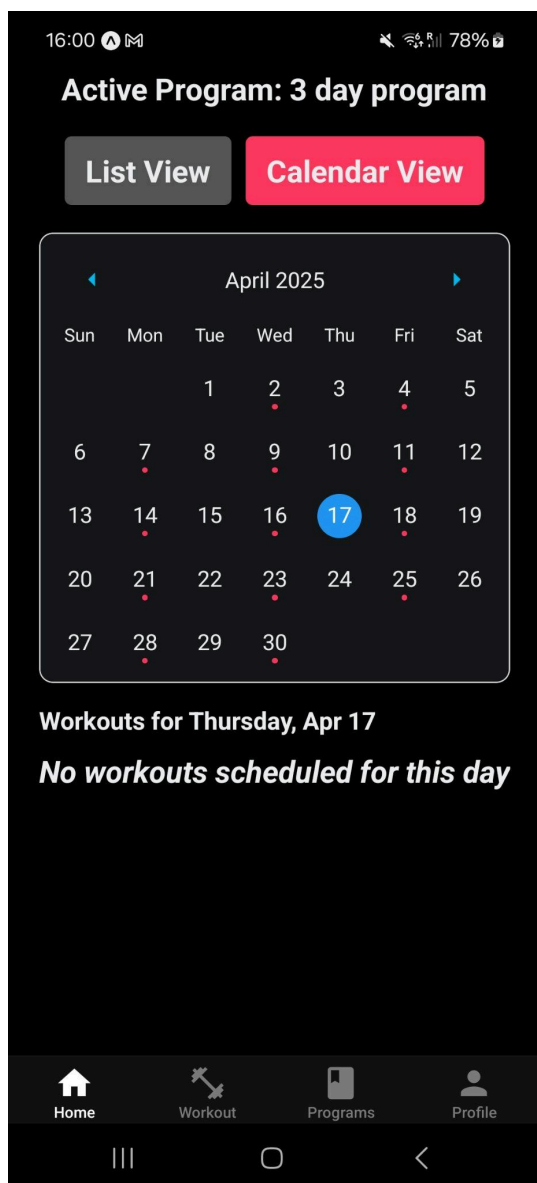 16:00 78%
Active Program: 3 day program
List View Calendar View
April 2025
Sun Mon Tue Wed Thu Fri Sat
1 2 3 4 5
6 7 8 9 10 11 12
13 14 15 16 17 18 19
20 21 22 23 24 25 26
27 28 29 30
Workouts for Thursday, Apr 17
No workouts scheduled for this day
Home Workout Programs Profile